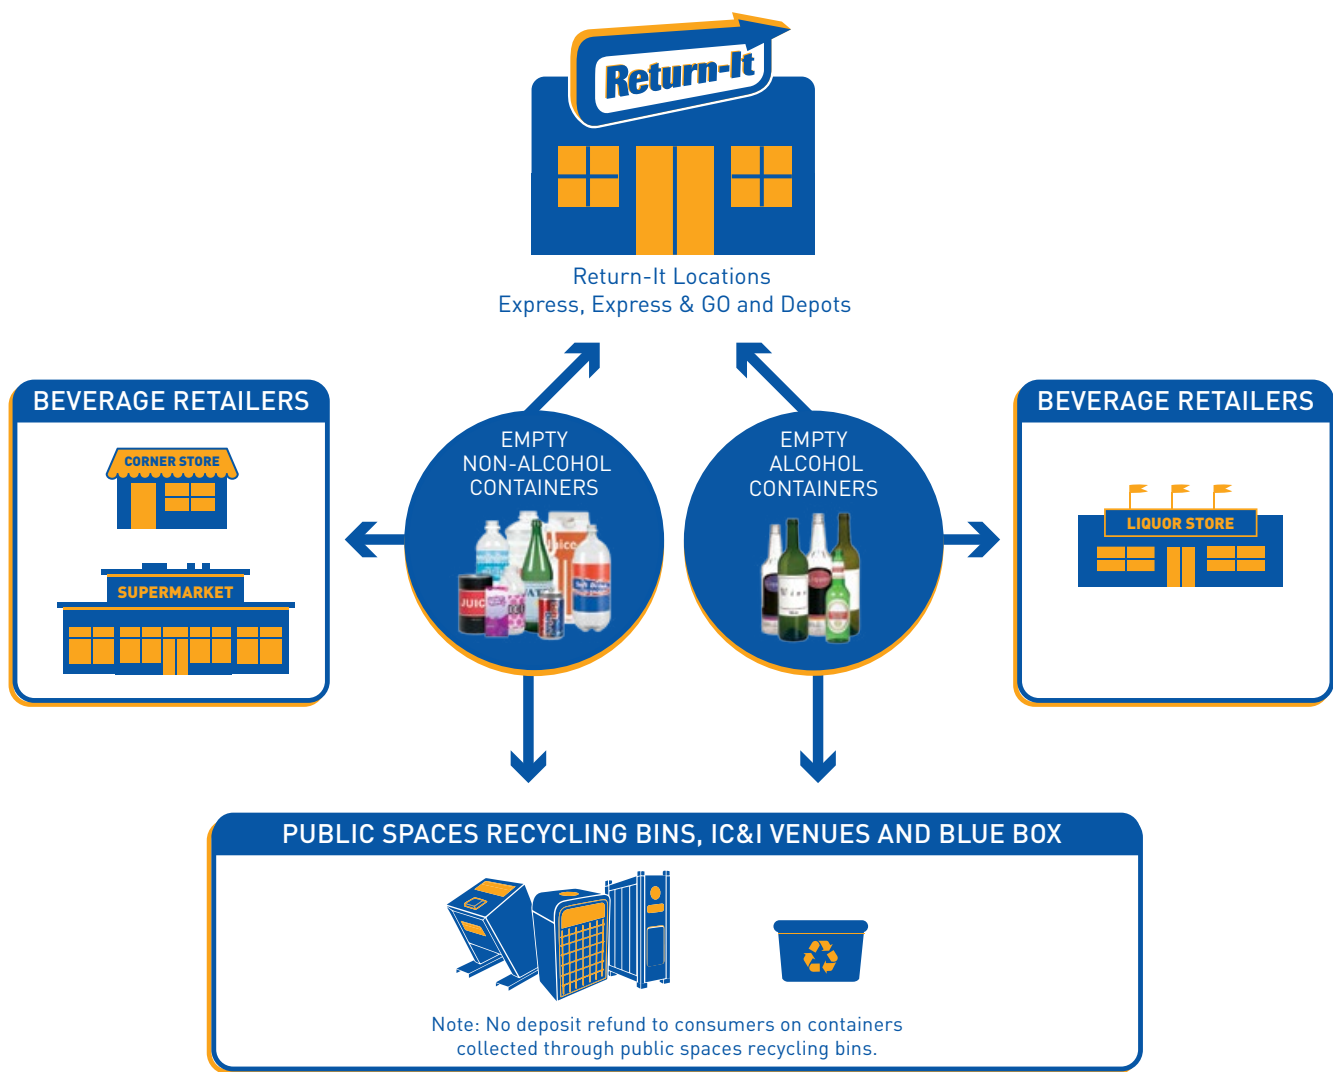 Return-It
Return-It Locations
Express, Express & GO and Depots
BEVERAGE RETAILERS
CORNER STORE
SUPERMARKET
EMPTY
NON-ALCOHOL
CONTAINERS
JUICE
EMPTY
ALCOHOL
CONTAINERS
Wine
BEVERAGE RETAILERS
LIQUOR STORE
PUBLIC SPACES RECYCLING BINS, IC&I VENUES AND BLUE BOX
Note: No deposit refund to consumers on containers
collected through public spaces recycling bins.